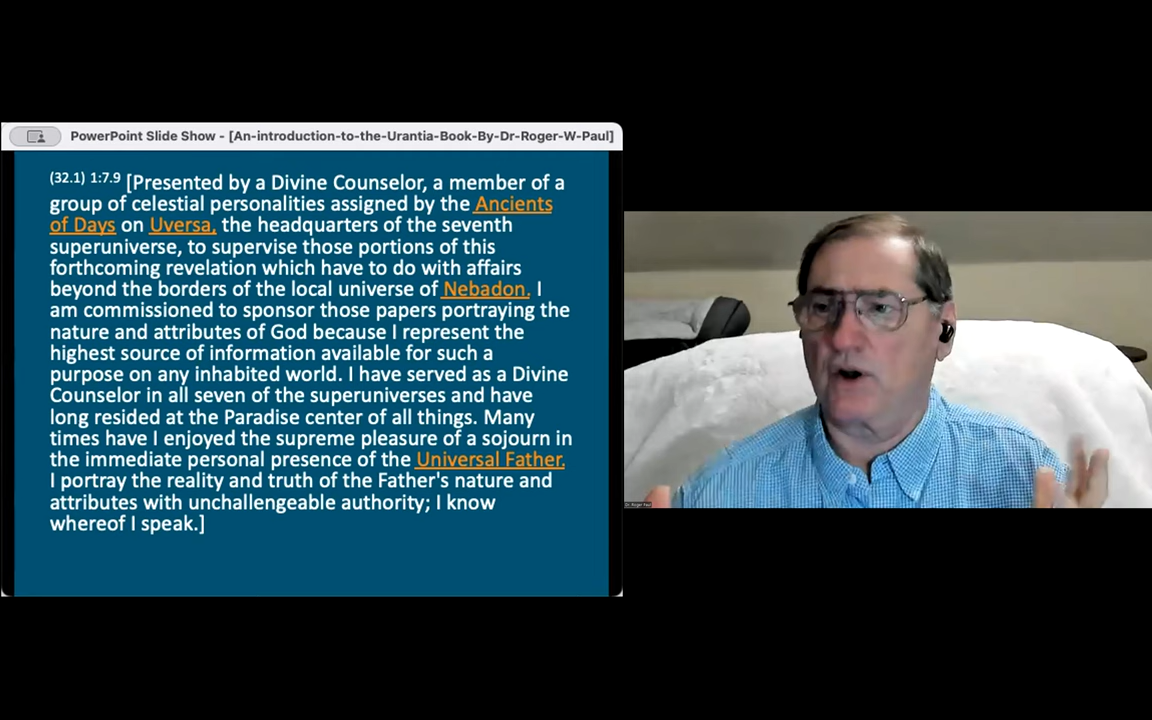 PowerPoint Slide Show - [An-introduction-to-the-Urantia-Book-By-Dr-Roger-W-Paul]
(32.1) 1:7.9 [Presented by a Divine Counselor, a member of a
group of celestial personalities assigned by the Ancients
of Days on Uversa, the headquarters of the seventh
superuniverse, to supervise those portions of this
forthcoming revelation which have to do with affairs
beyond the borders of the local universe of Nebadon. I
am commissioned to sponsor those papers portraying the
nature and attributes of God because I represent the
highest source of information available for such a
purpose on any inhabited world. I have served as a Divine
Counselor in all seven of the superuniverses and have
long resided at the Paradise center of all things. Many
times have I enjoyed the supreme pleasure of a sojourn in
the immediate personal presence of the Universal Father.
I portray the reality and truth of the Father's nature and
attributes with unchallengeable authority; I know
whereof I speak.]
Dr. Roger Paul